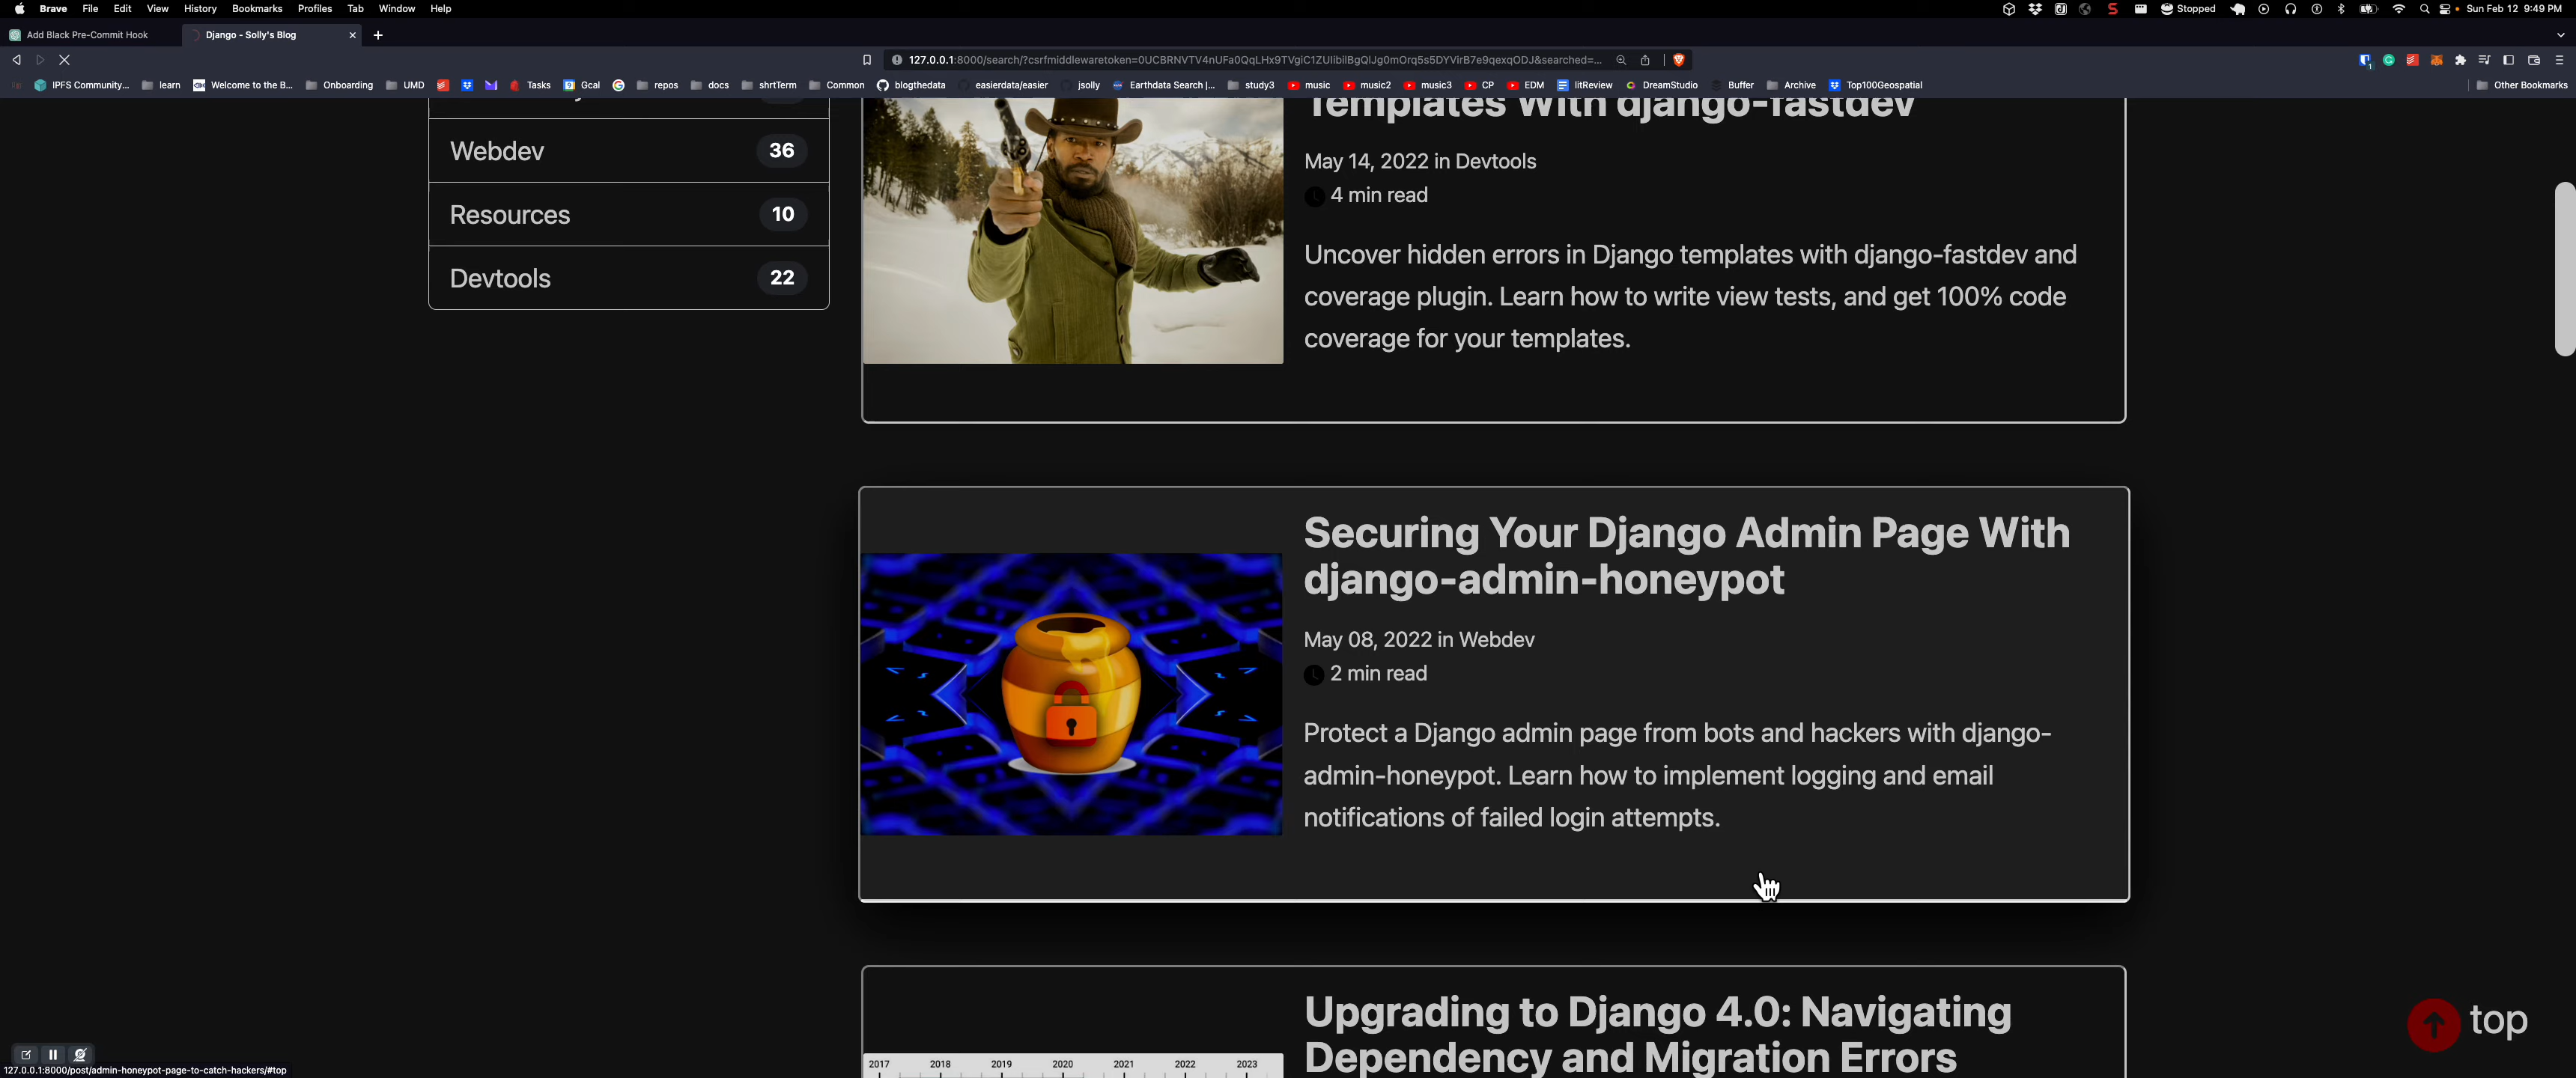 Brave File Edit View History Bookmarks Profiles Tab Window Help
Stopped
Sun Feb 12 9:49 PM
Add Black Pre-Commit Hook
Django - Solly's Blog
127.0.0.1:8000/search/?csrfmiddlewaretoken=
&searched=...
IPFS Community... learn Welcome to the B... Onboarding UMD Tasks Gcal repos docs shrtTerm Common blogthedata easierdata/easier jsolly Earthdata Search |... study3 music music2 music3 CP EDM litReview DreamStudio Buffer Archive Top100Geospatial Other Bookmarks
Webdev 36
Resources 10
Devtools 22
Templates With django-fastdev
May 14, 2022 in Devtools
4 min read
Uncover hidden errors in Django templates with django-fastdev and
coverage plugin. Learn how to write view tests, and get 100% code
coverage for your templates.
Securing Your Django Admin Page With
django-admin-honeypot
May 08, 2022 in Webdev
2 min read
Protect a Django admin page from bots and hackers with django-
admin-honeypot. Learn how to implement logging and email
notifications of failed login attempts.
Upgrading to Django 4.0: Navigating
Dependency and Migration Errors
2017 2018 2019 2020 2021 2022 2023
top
127.0.0.1:8000/post/admin-honeypot-page-to-catch-hackers/#top